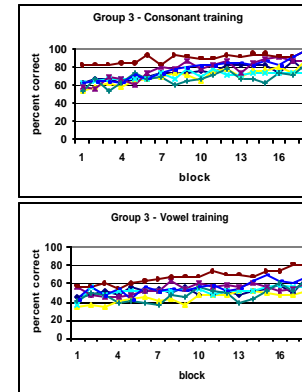 Group 3 - Consonant training
percent correct
100
80
60
40
20
0
1 4 7 10 13 16
block
Group 3 - Vowel training
percent correct
100
80
60
40
20
0
1 4 7 10 13 16
block